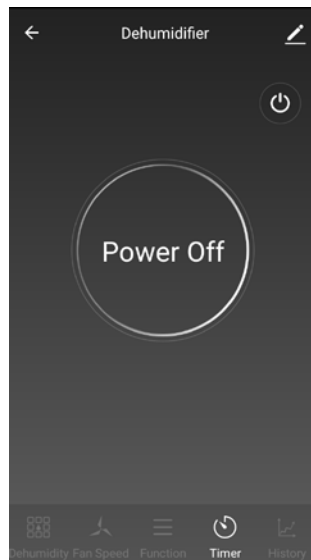 Dehumidifier
Power Off
Dehumidity Fan Speed Function Timer History